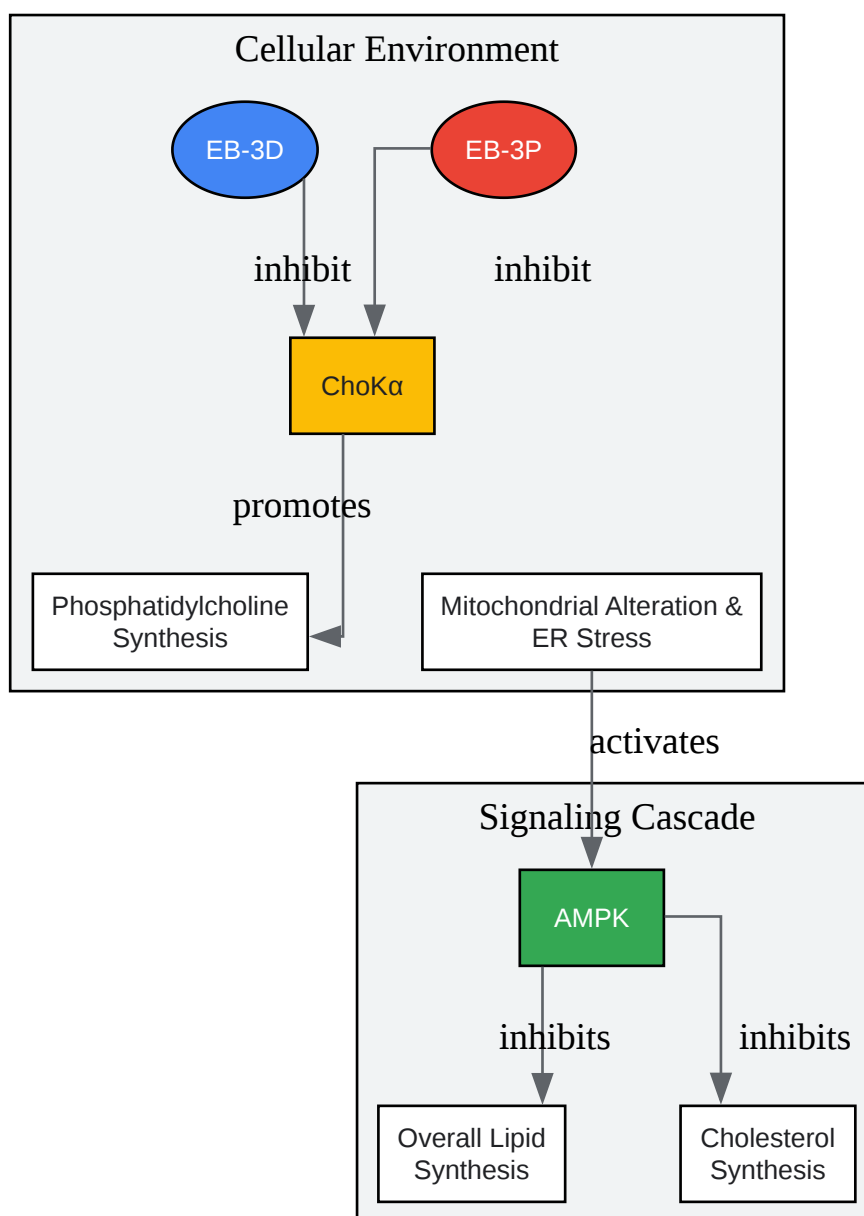 Cellular Environment
EB-3D
EB-3P
inhibit
inhibit
ChoKα
promotes
Phosphatidylcholine
Synthesis
Mitochondrial Alteration &
ER Stress
activates
Signaling Cascade
AMPK
inhibits
inhibits
Overall Lipid
Synthesis
Cholesterol
Synthesis